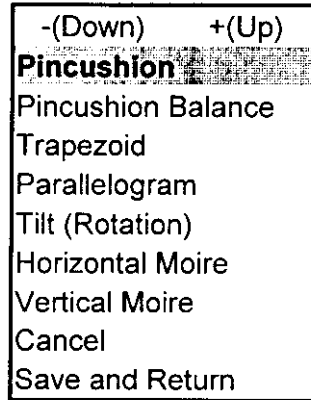 -(Down) +(Up)
Pincushion
Pincushion Balance
Trapezoid
Parallelogram
Tilt (Rotation)
Horizontal Moire
Vertical Moire
Cancel
Save and Return